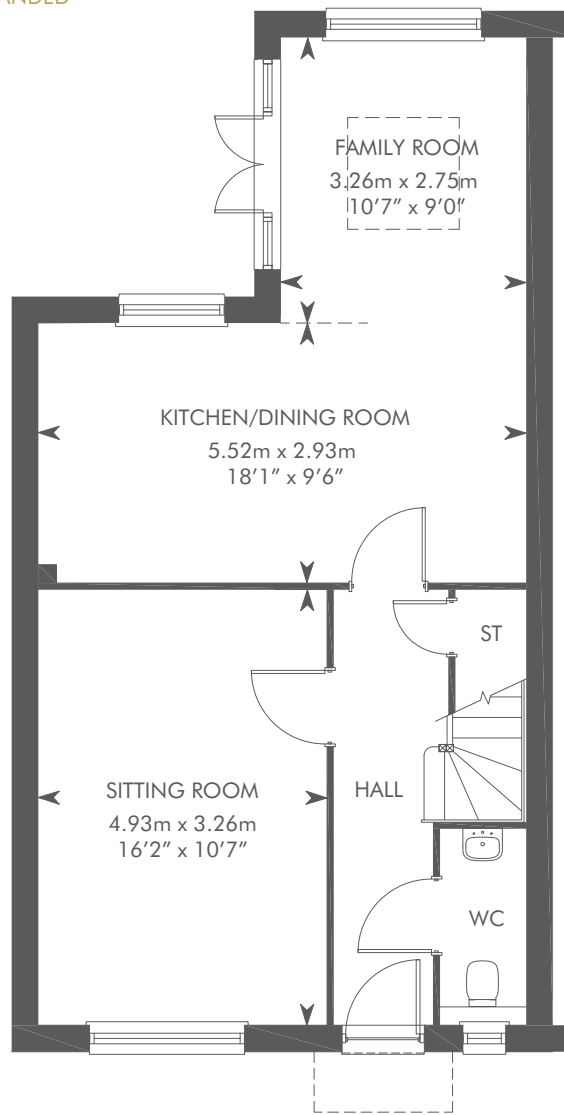 FAMILY ROOM
3.26m x 2.75m
10’7” x 9’0”
KITCHEN/DINING ROOM
5.52m x 2.93m
18’1” x 9’6”
ST
SITTING ROOM
4.93m x 3.26m
16’2” x 10’7”
HALL
WC